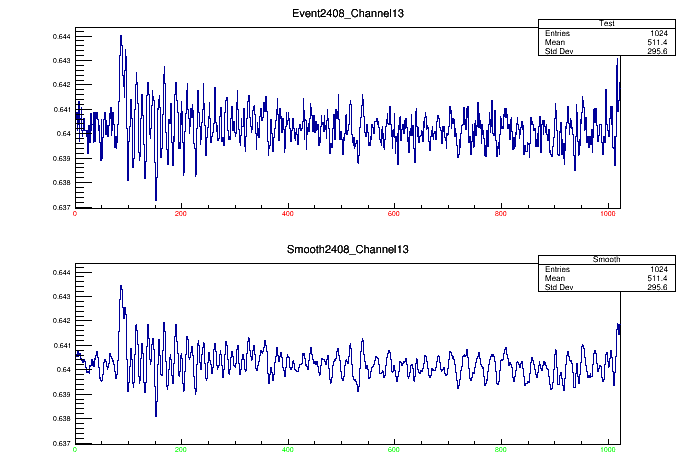 Event2408_Channel13
Test
Entries 1024
Mean 511.4
Std Dev 295.6
0.644
0.643
0.642
0.641
0.64
0.639
0.638
0.637
0 200 400 600 800 1000
Smooth2408_Channel13
Smooth
Entries 1024
Mean 511.4
Std Dev 295.6
0.644
0.643
0.642
0.641
0.64
0.639
0.638
0.637
0 200 400 600 800 1000